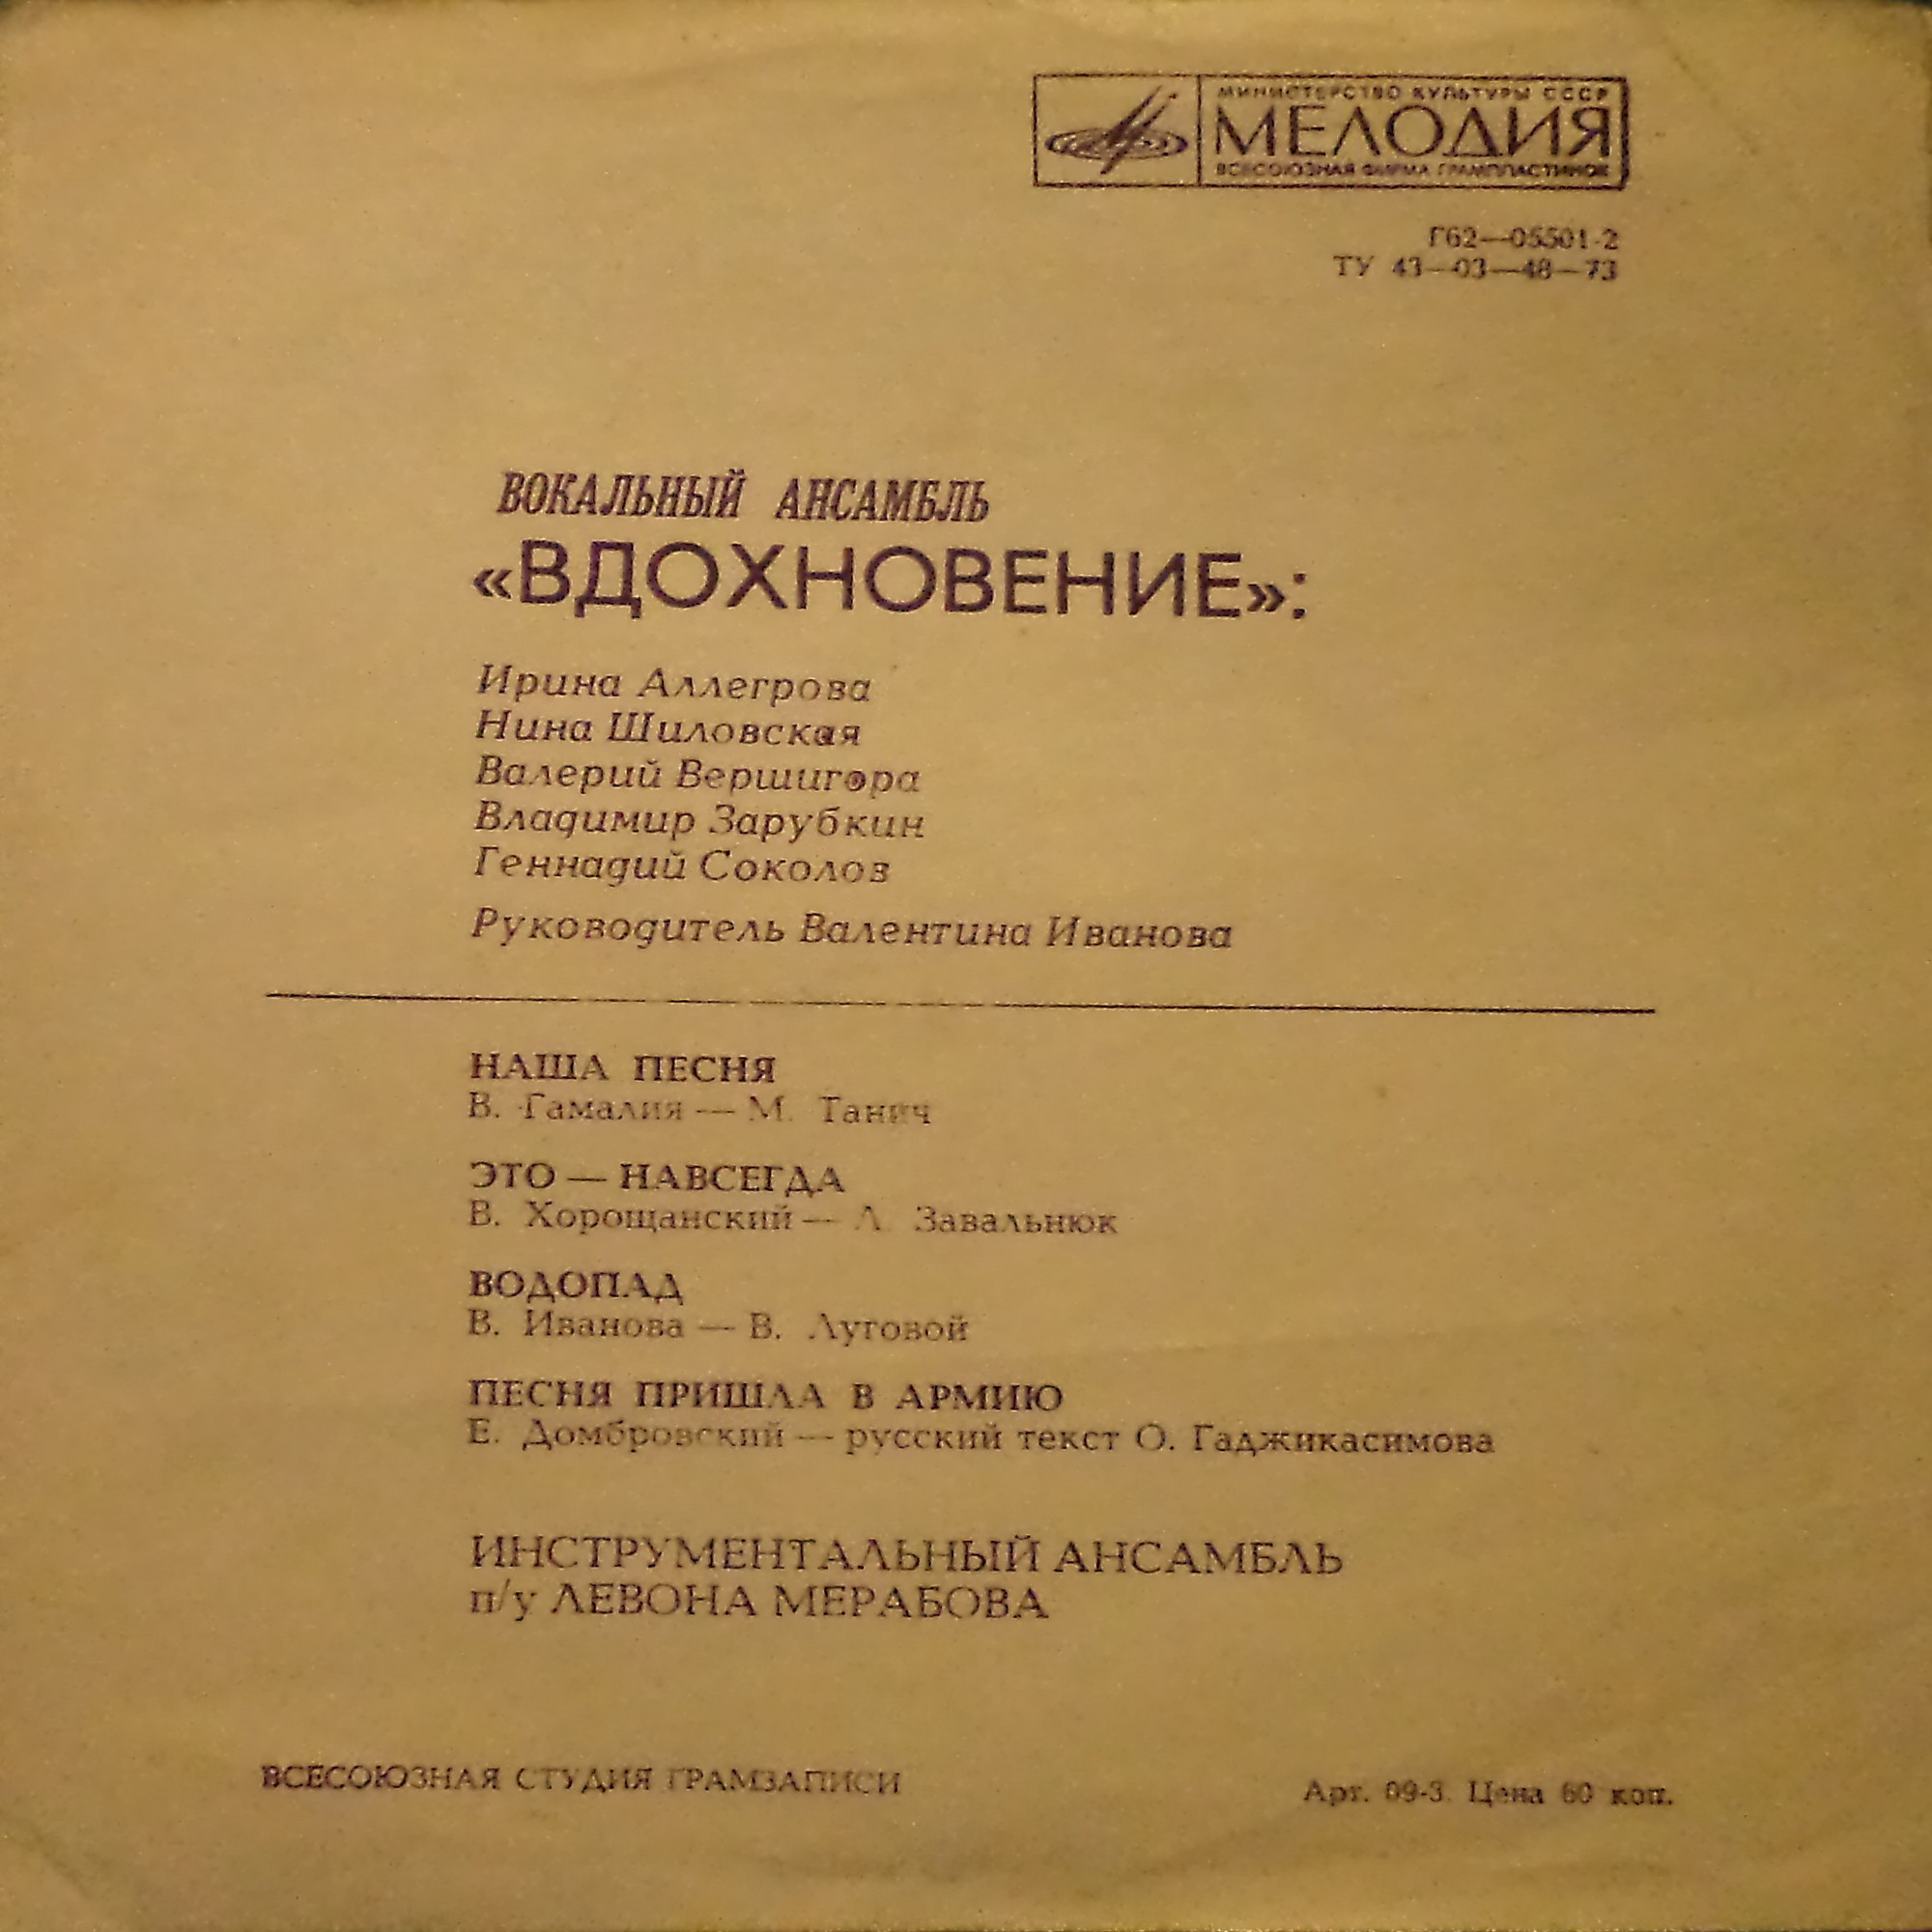 МИНИСТЕРСТВО КУЛЬТУРЫ СССР
МЕЛОДИЯ
ВСЕСОЮЗНАЯ ФИРМА ГРАМПЛАСТИНОК
Г62—05501-2
ТУ 43—03—48—73
ВОКАЛЬНЫЙ АНСАМБЛЬ
«ВДОХНОВЕНИЕ»:
Ирина Аллегрова
Нина Шиловская
Валерий Вершигора
Владимир Зарубкин
Геннадий Соколов
Руководитель Валентина Иванова
НАША ПЕСНЯ
В. Гамалия — М. Танич
ЭТО — НАВСЕГДА
В. Хорощанский — Л. Завальнюк
ВОДОПАД
В. Иванова — В. Луговой
ПЕСНЯ ПРИШЛА В АРМИЮ
Е. Домбровский — русский текст О. Гаджикасимова
ИНСТРУМЕНТАЛЬНЫЙ АНСАМБЛЬ
п/у ЛЕВОНА МЕРАБОВА
ВСЕСОЮЗНАЯ СТУДИЯ ГРАМЗАПИСИ
Арт. 09-3. Цена 60 коп.